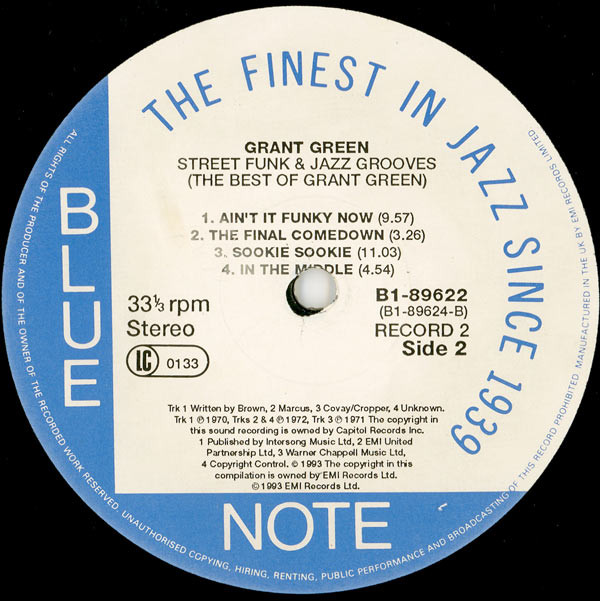 THE FINEST IN JAZZ SINCE 1939
GRANT GREEN
STREET FUNK & JAZZ GROOVES
(THE BEST OF GRANT GREEN)
1. AIN'T IT FUNKY NOW (9.57)
2. THE FINAL COMEDOWN (3.26)
3. SOOKIE SOOKIE (11.03)
4. IN THE MIDDLE (4.54)
BLUE
33⅓ rpm
Stereo
LC 0133
B1-89622
(B1-89624-B)
RECORD 2
Side 2
Trk 1 Written by Brown, 2 Marcus, 3 Covay/Cropper, 4 Unknown.
Trk 1 ℗ 1970, Trks 2 & 4 ℗ 1972, Trk 3 ℗ 1971 The copyright in
this sound recording is owned by Capitol Records Inc.
1 Published by Intersong Music Ltd, 2 EMI United
Partnership Ltd, 3 Warner Chappell Music Ltd,
4 Copyright Control. © 1993 The copyright in this
compilation is owned by EMI Records Ltd.
© 1993 EMI Records Ltd.
NOTE
ALL RIGHTS OF THE PRODUCER AND OF THE OWNER OF THE RECORDED WORK RESERVED. UNAUTHORISED COPYING, HIRING, RENTING, PUBLIC PERFORMANCE AND BROADCASTING OF THIS RECORD PROHIBITED MANUFACTURED IN THE UK BY EMI RECORDS LIMITED